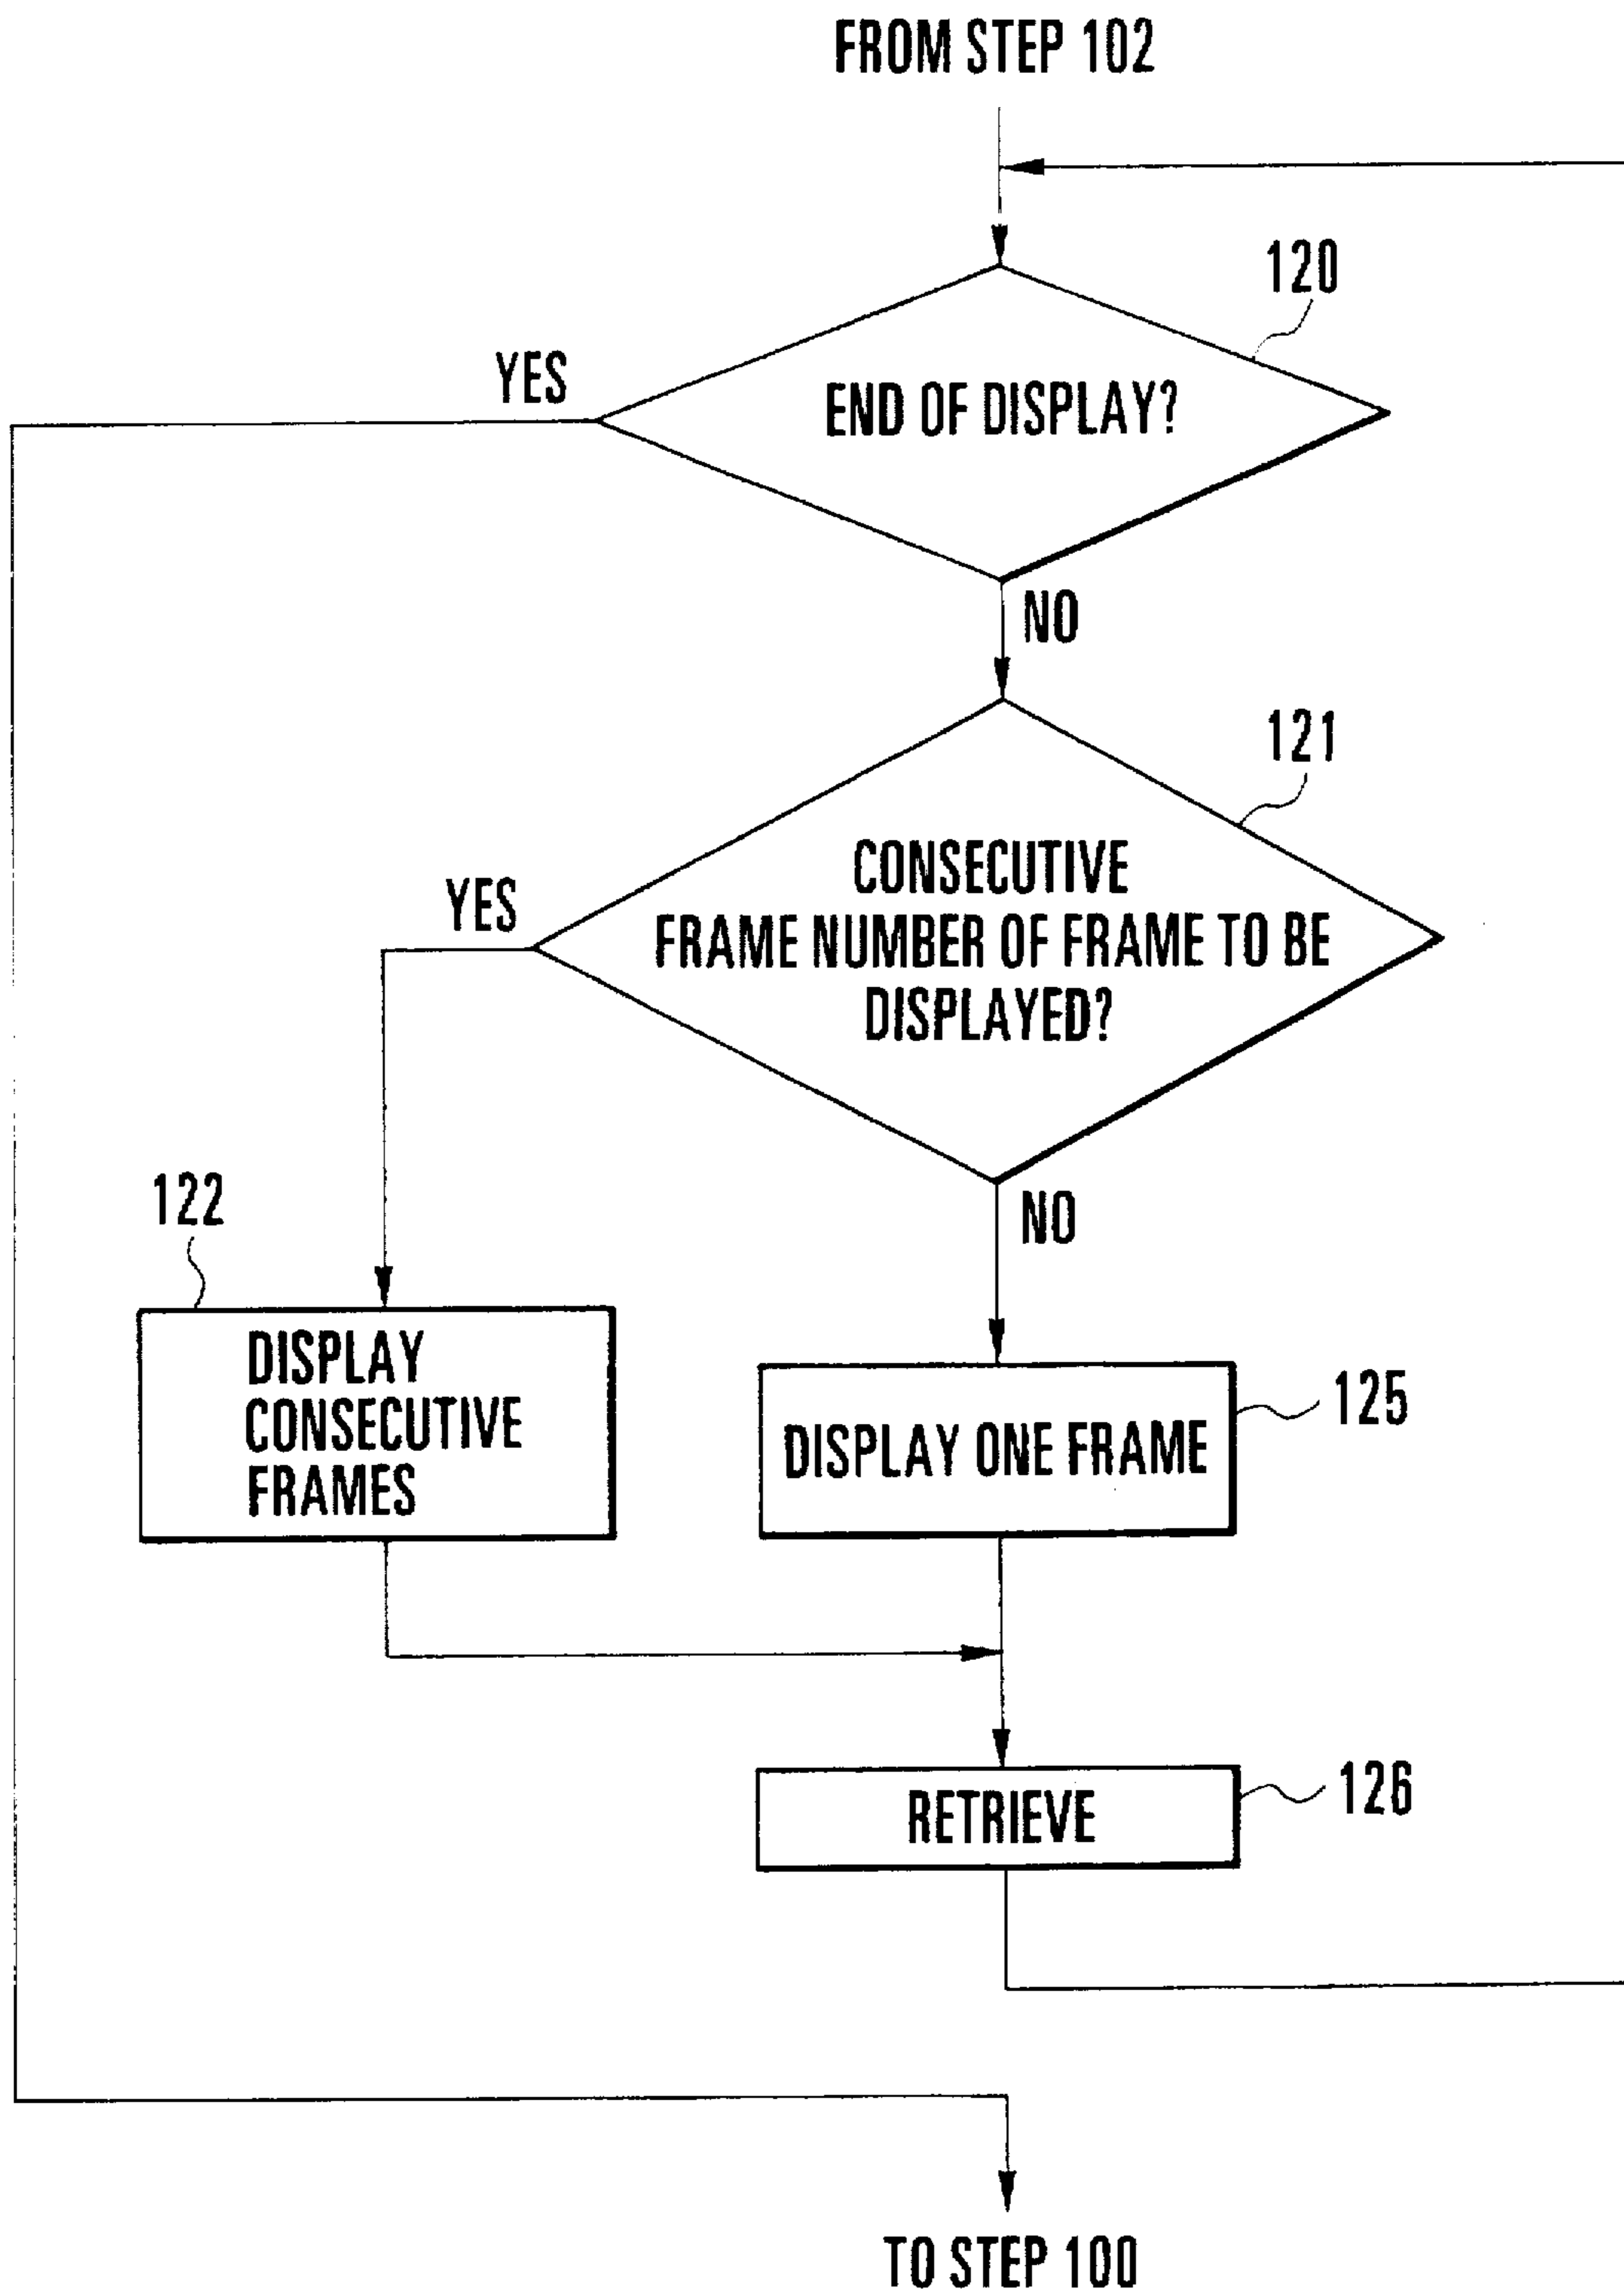 FROM STEP 102
120
YES
END OF DISPLAY?
NO
121
YES
CONSECUTIVE
FRAME NUMBER OF FRAME TO BE
DISPLAYED?
NO
122
DISPLAY
CONSECUTIVE
FRAMES
125
DISPLAY ONE FRAME
126
RETRIEVE
TO STEP 100